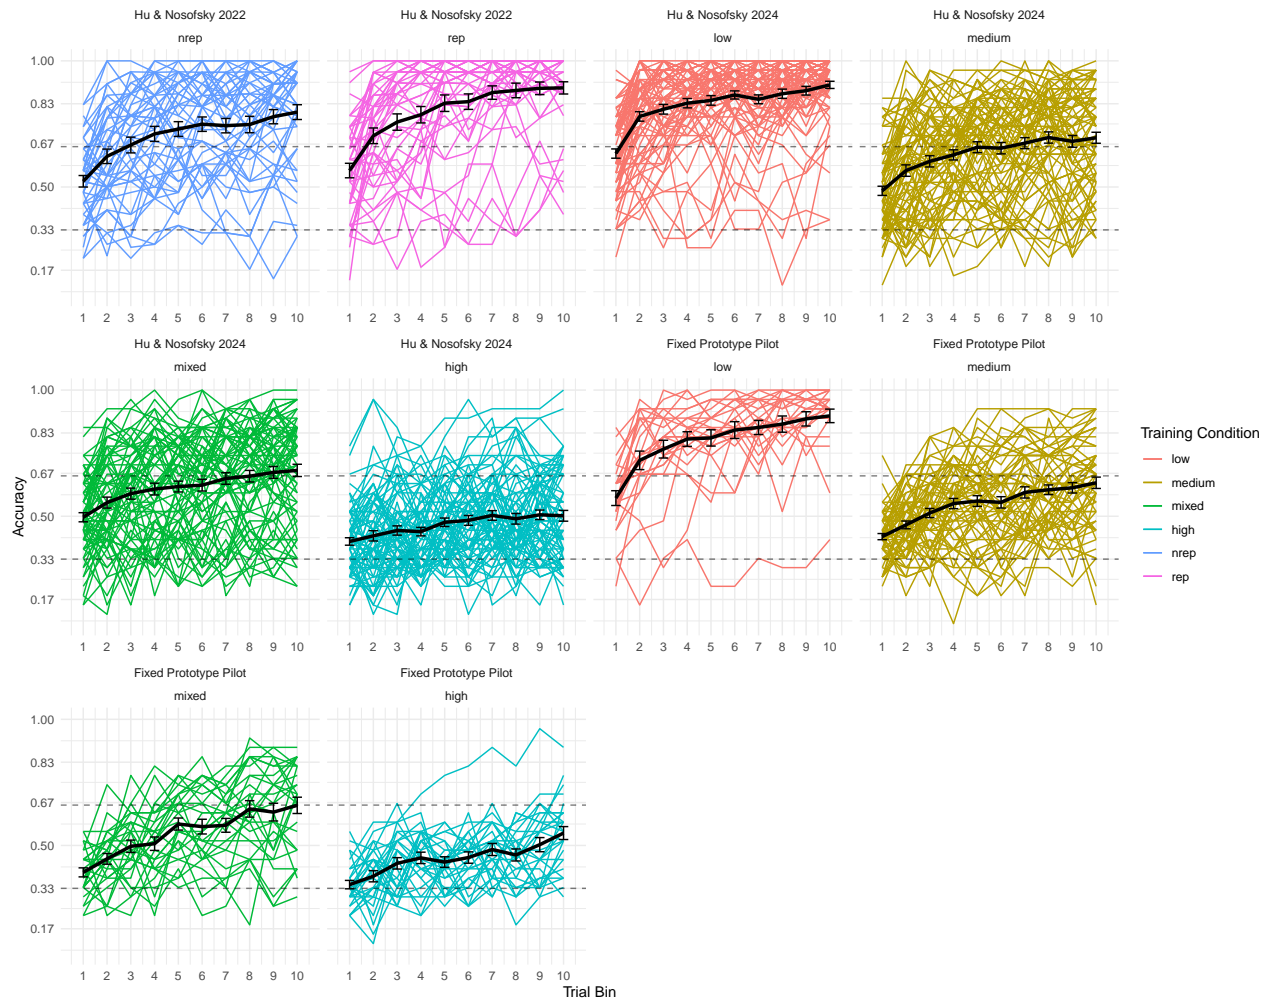 Hu & Nosofsky 2022
nrep
Hu & Nosofsky 2022
rep
Hu & Nosofsky 2024
low
Hu & Nosofsky 2024
medium
1.00
0.83
0.67
0.50
0.33
0.17
1 2 3 4 5 6 7 8 9 10
1 2 3 4 5 6 7 8 9 10
1 2 3 4 5 6 7 8 9 10
1 2 3 4 5 6 7 8 9 10
Hu & Nosofsky 2024
mixed
Hu & Nosofsky 2024
high
Fixed Prototype Pilot
low
Fixed Prototype Pilot
medium
Accuracy
1.00
0.83
0.67
0.50
0.33
0.17
1 2 3 4 5 6 7 8 9 10
1 2 3 4 5 6 7 8 9 10
1 2 3 4 5 6 7 8 9 10
1 2 3 4 5 6 7 8 9 10
Fixed Prototype Pilot
mixed
Fixed Prototype Pilot
high
1.00
0.83
0.67
0.50
0.33
0.17
1 2 3 4 5 6 7 8 9 10
1 2 3 4 5 6 7 8 9 10
Trial Bin
Training Condition
low
medium
mixed
high
nrep
rep